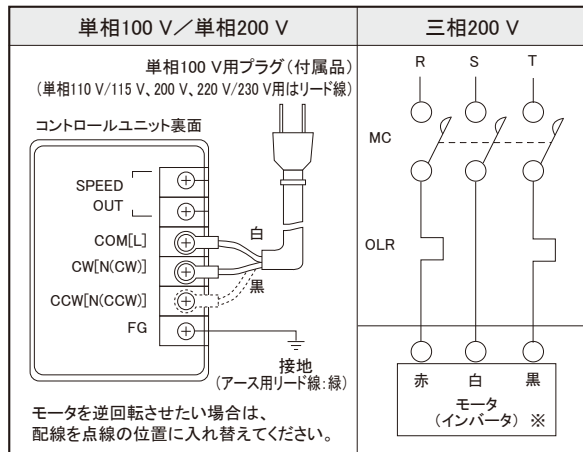 単相100 V／単相200 V
単相100 V用プラグ（付属品）
（単相110 V/115 V、200 V、220 V/230 V用はリード線）
コントロールユニット裏面
SPEED
OUT
COM[L]
CW[N(CW)]
CCW[N(CCW)]
FG
白
黒
接地
（アース用リード線：緑）
モータを逆回転させたい場合は、
配線を点線の位置に入れ替えてください。
三相200 V
R S T
MC
OLR
赤 白 黒
モータ
（インバータ） ※